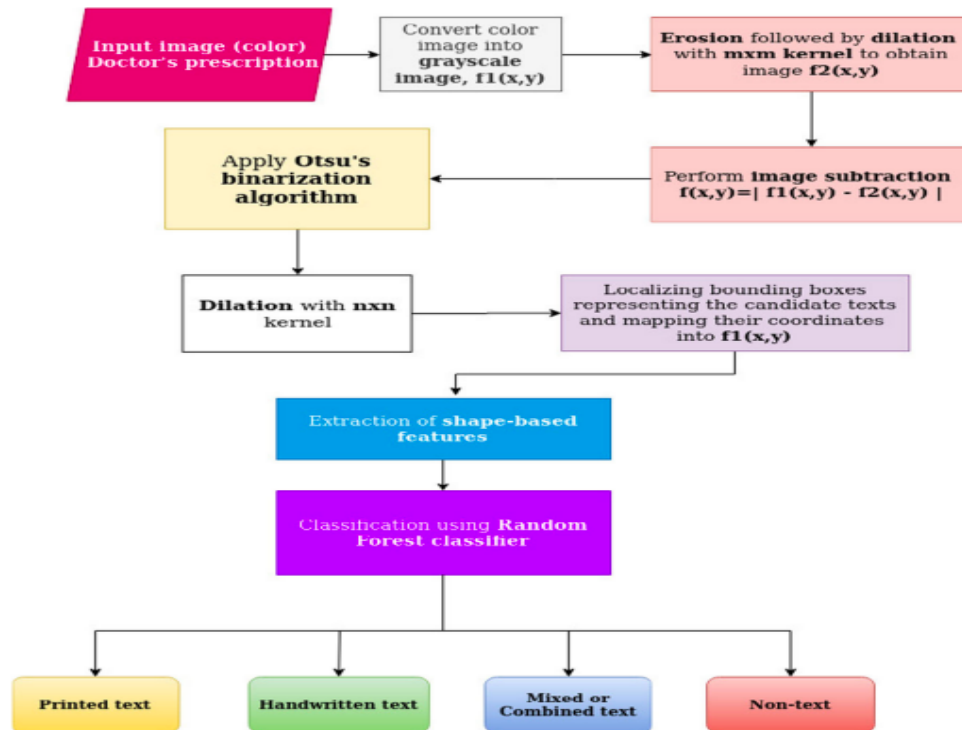 Input image (color)
Doctor's prescription
Convert color
image into
grayscale
image, f1(x,y)
Erosion followed by dilation
with mxm kernel to obtain
image f2(x,y)
Perform image subtraction
f(x,y)=| f1(x,y) - f2(x,y) |
Apply Otsu's
binarization
algorithm
Dilation with nxn
kernel
Localizing bounding boxes
representing the candidate texts
and mapping their coordinates
into f1(x,y)
Extraction of shape-based
features
Classification using Random
Forest classifier
Printed text
Handwritten text
Mixed or
Combined text
Non-text